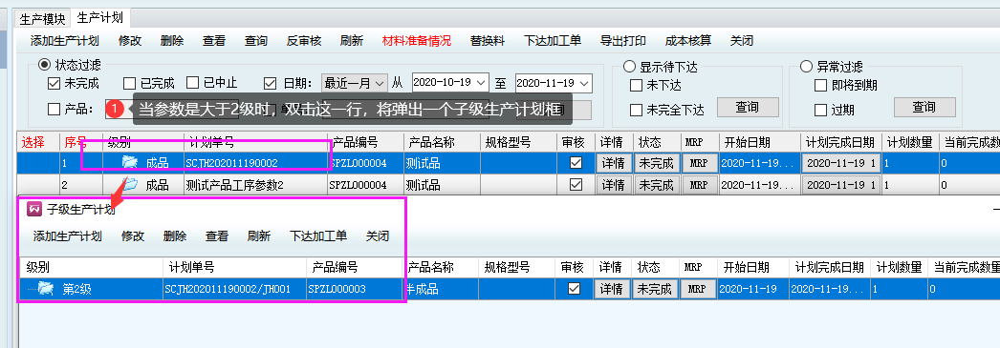 生产模块 生产计划
添加生产计划 修改 删除 查看 查询 反审核 刷新 材料准备情况 替换料 下达加工单 导出打印 成本核算 关闭
状态过滤 显示待下达 异常过滤
未完成 已完成 已中止 日期: 最近一月 从 2020-10-19 至 2020-11-19 未下达 即将到期
产品: 1 当参数是大于2级时，双击这一行，将弹出一个子级生产计划框 未完全下达 查询 过期 查询
选择 序号 级别 计划单号 产品编号 产品名称 规格型号 审核 详情 状态 MRP 开始日期 计划完成日期 计划数量 当前完成数
1 成品 SCJH202011190002 SPZL000004 测试品 详情 未完成 MRP 2020-11-19... 2020-11-19 1 1 0
2 成品 测试产品工序参数2 SPZL000004 测试品 详情 未完成 MRP 2020-11-19... 2020-11-19 1 1 0
子级生产计划
添加生产计划 修改 删除 查看 刷新 下达加工单 关闭
级别 计划单号 产品编号 产品名称 规格型号 审核 详情 状态 MRP 开始日期 计划完成日期 计划数量 当前完成数量
第2级 SCJH202011190002/JH001 SPZL000003 半成品 详情 未完成 MRP 2020-11-19 2020-11-19... 1 0